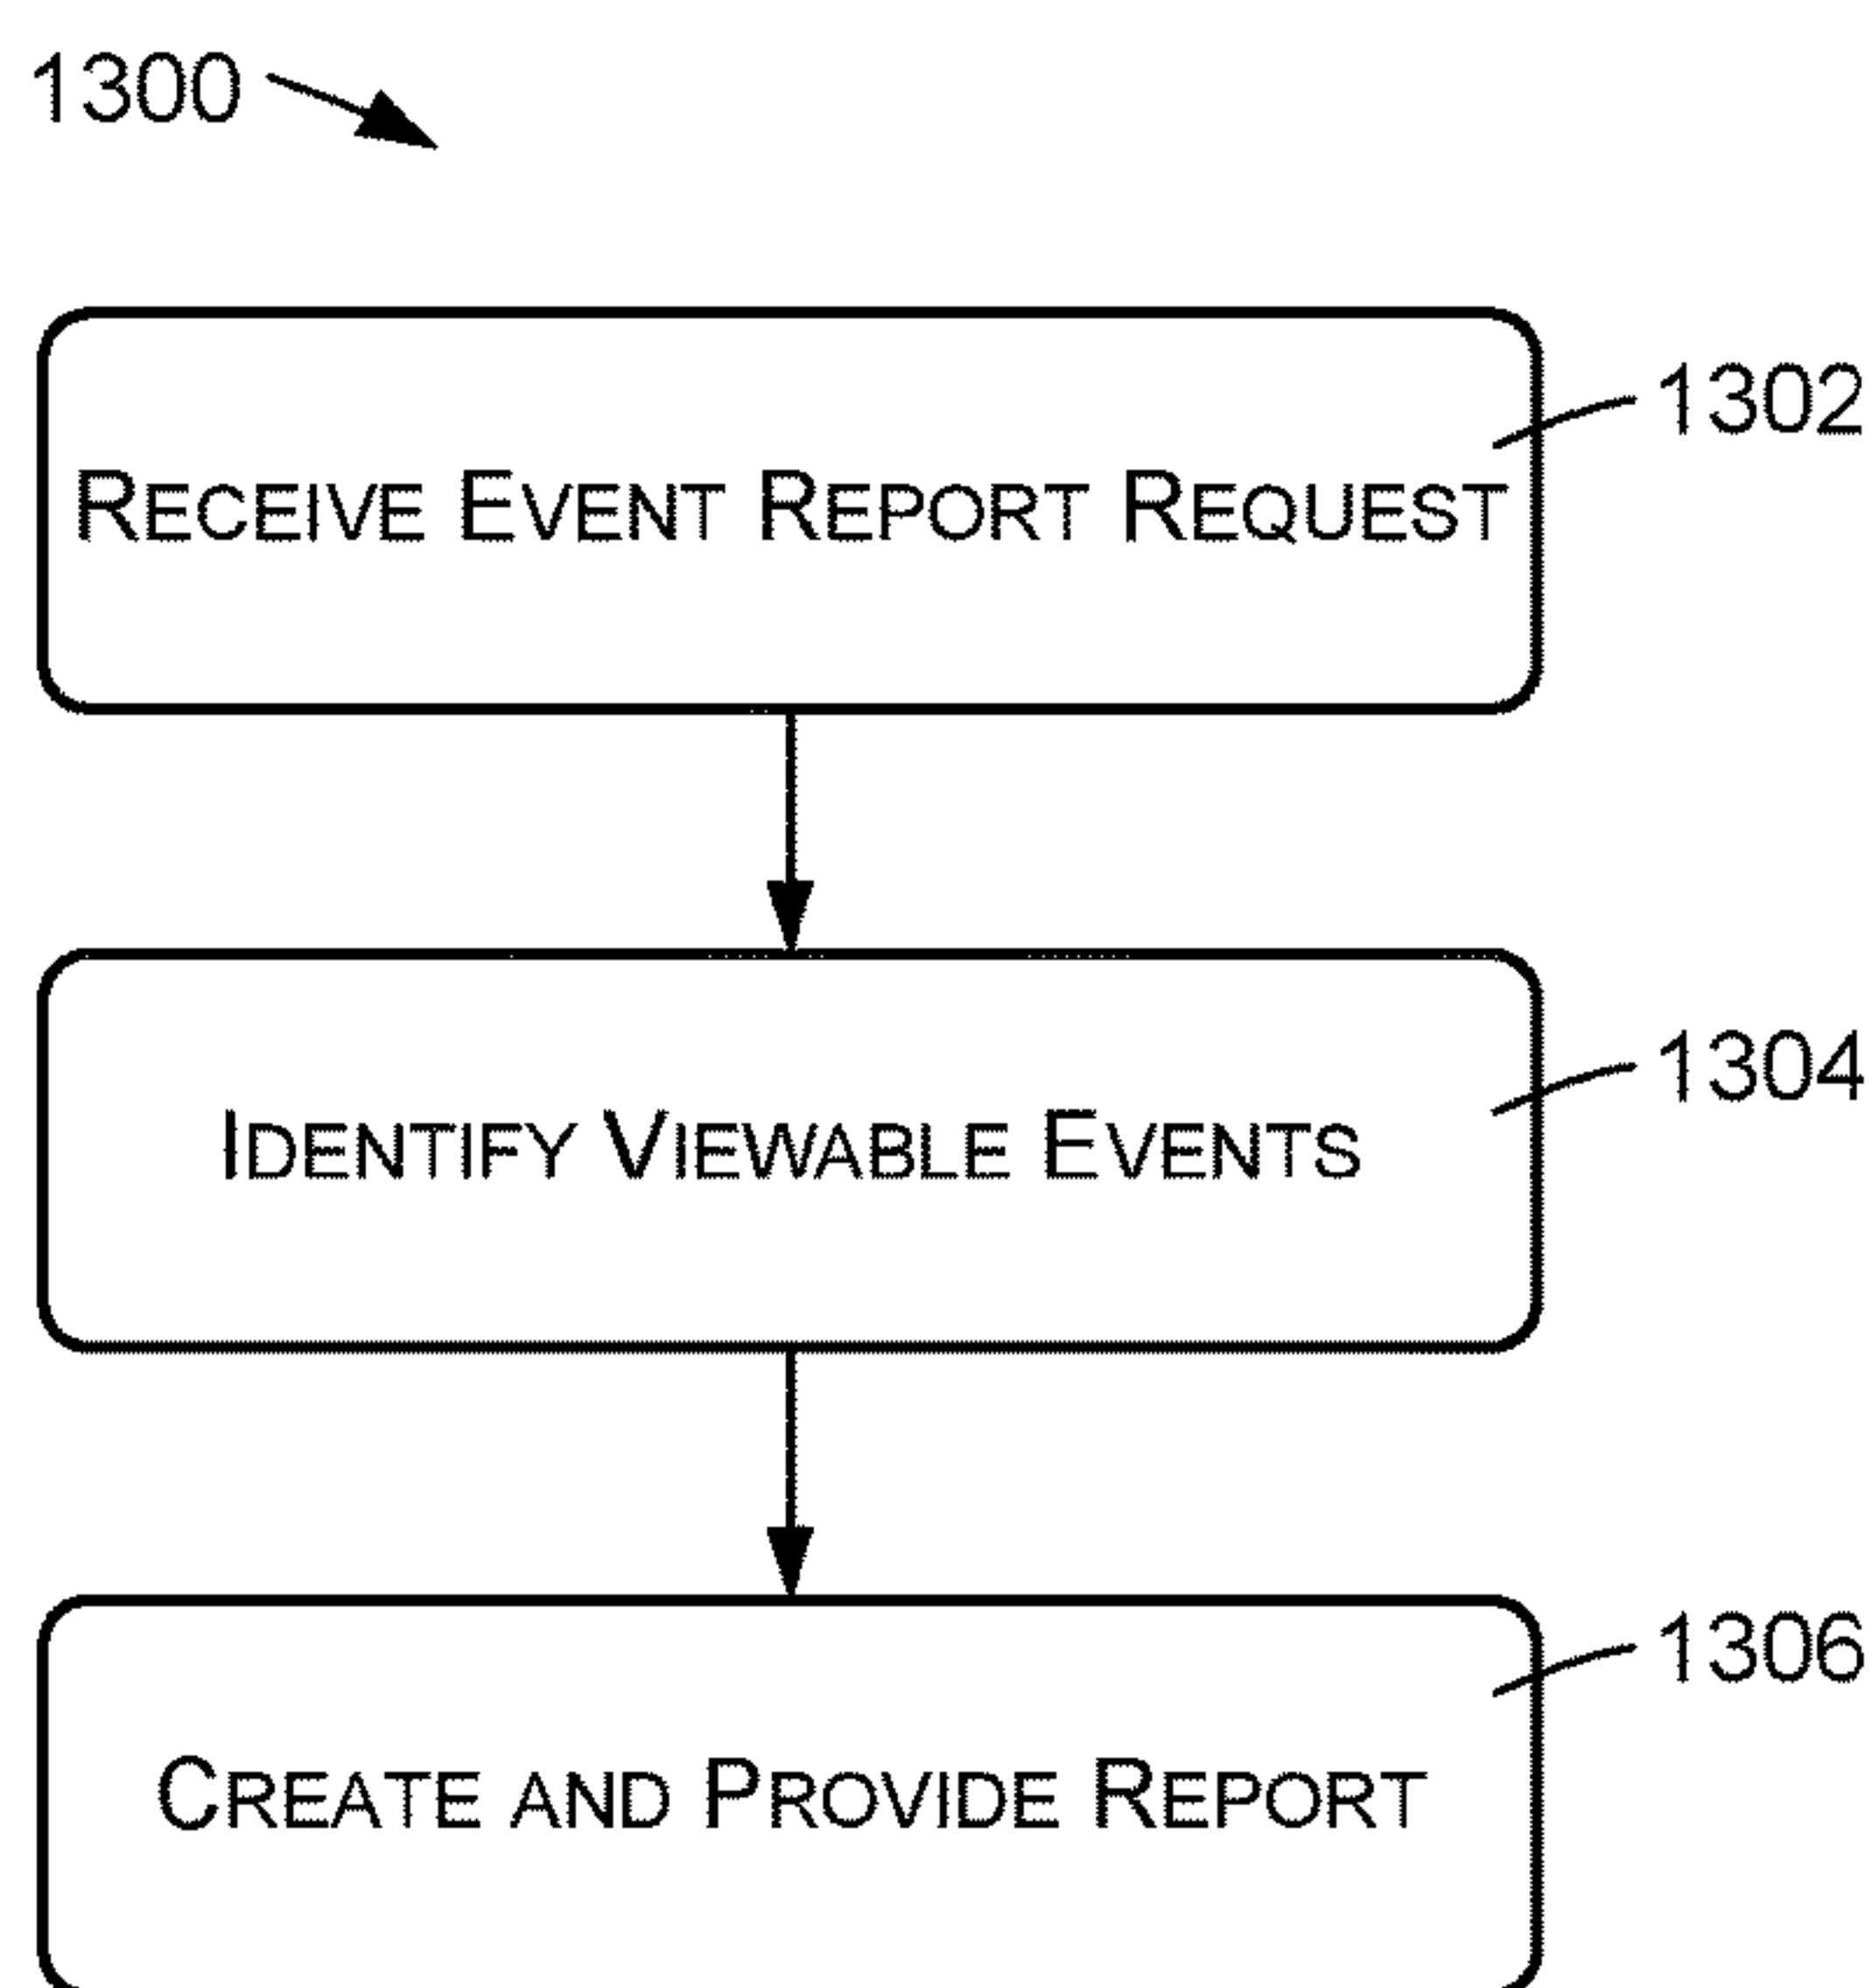 1300
RECEIVE EVENT REPORT REQUEST
1302
IDENTIFY VIEWABLE EVENTS
1304
CREATE AND PROVIDE REPORT
1306